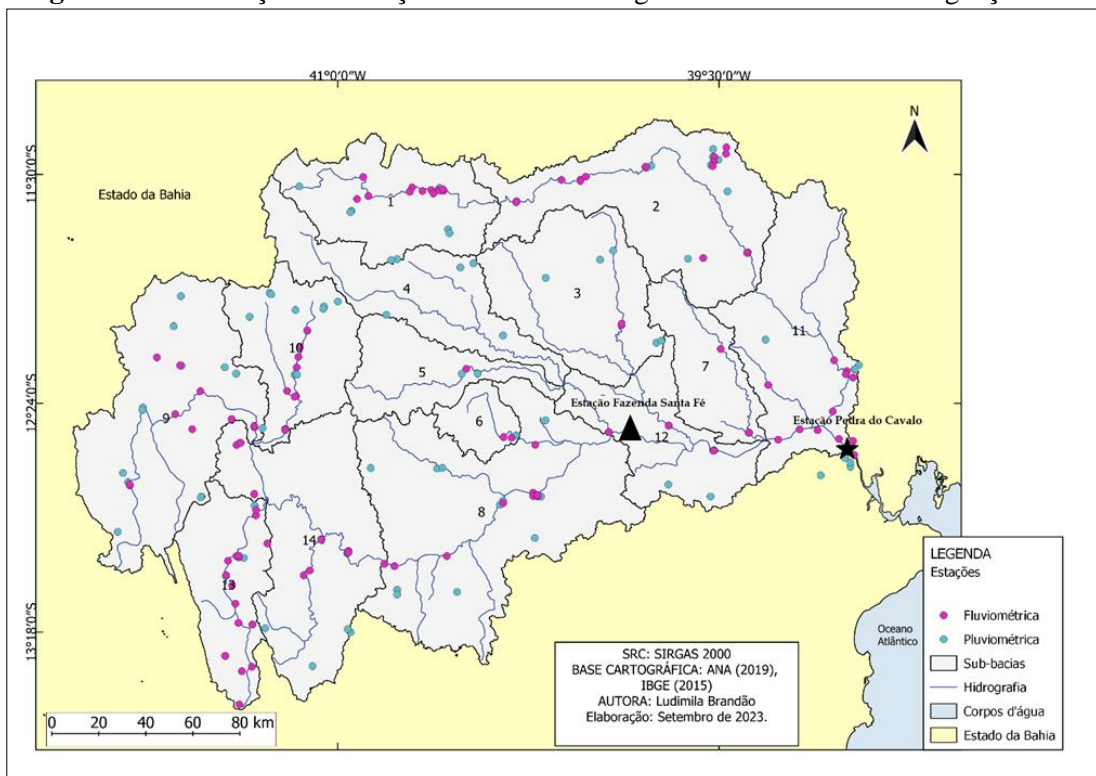 41°0'0"W
39°30'0"W
N
11°30'0"S
Estado da Bahia
1
2
4
3
10
11
5
7
12°24'0"S
9
6
Estação Fazenda Santa Fé
12
Estação Pedra do Cavalo
8
14
13
13°18'0"S
LEGENDA
Estações
Fluviométrica
Pluviométrica
Sub-bacias
Hidrografia
Corpos d'água
Estado da Bahia
Oceano
Atlântico
SRC: SIRGAS 2000
BASE CARTOGRÁFICA: ANA (2019),
IBGE (2015)
AUTORA: Ludimila Brandão
Elaboração: Setembro de 2023.
0 20 40 60 80 km